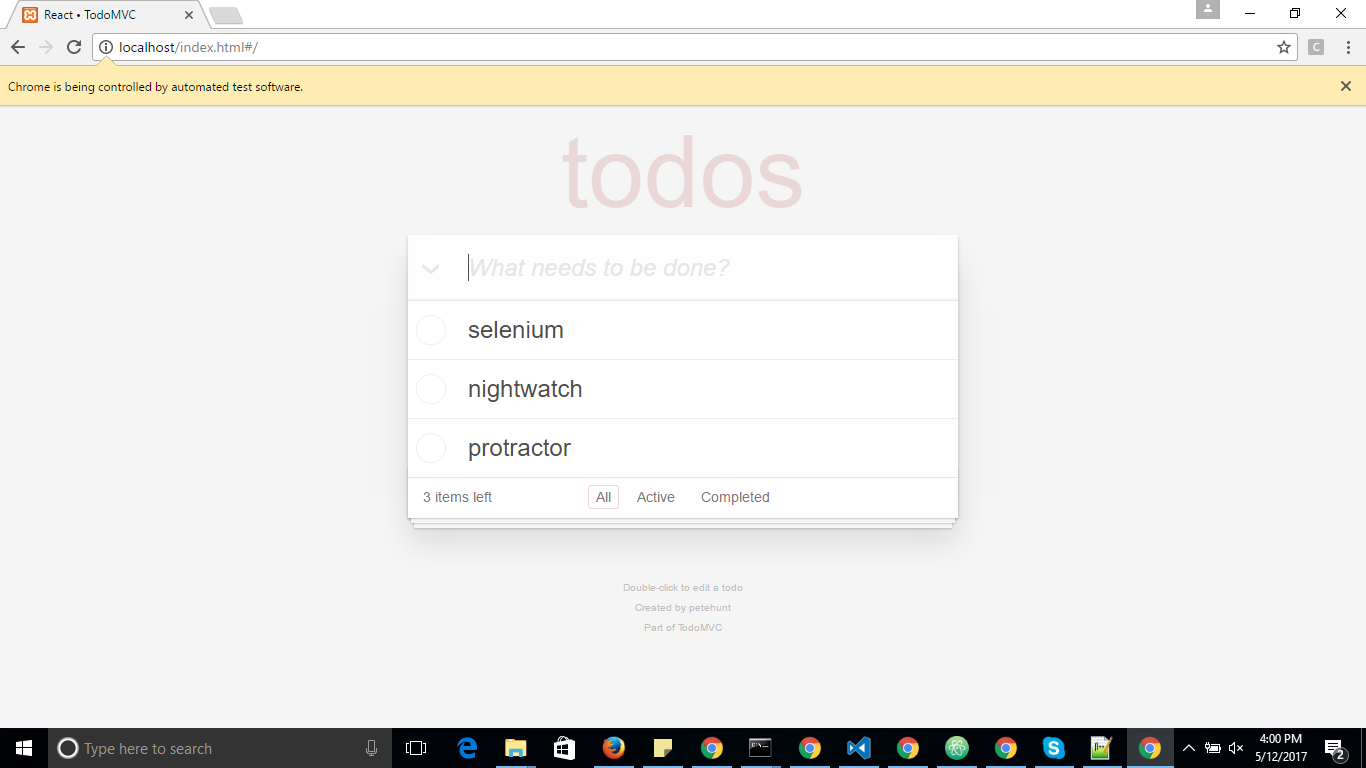 React • TodoMVC
localhost/index.html#/
C
Chrome is being controlled by automated test software.
todos
What needs to be done?
selenium
nightwatch
protractor
3 items left
All
Active
Completed
Double-click to edit a todo
Created by petehunt
Part of TodoMVC
Type here to search
4:00 PM
5/12/2017
2